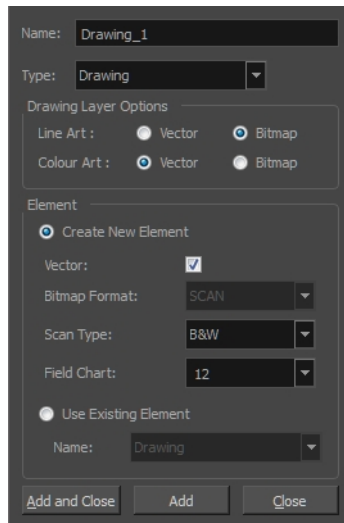 Name: Drawing_1
Type: Drawing
Drawing Layer Options
Line Art : Vector Bitmap
Colour Art : Vector Bitmap
Element
Create New Element
Vector:
Bitmap Format: SCAN
Scan Type: B&W
Field Chart: 12
Use Existing Element
Name: Drawing
Add and Close Add Close